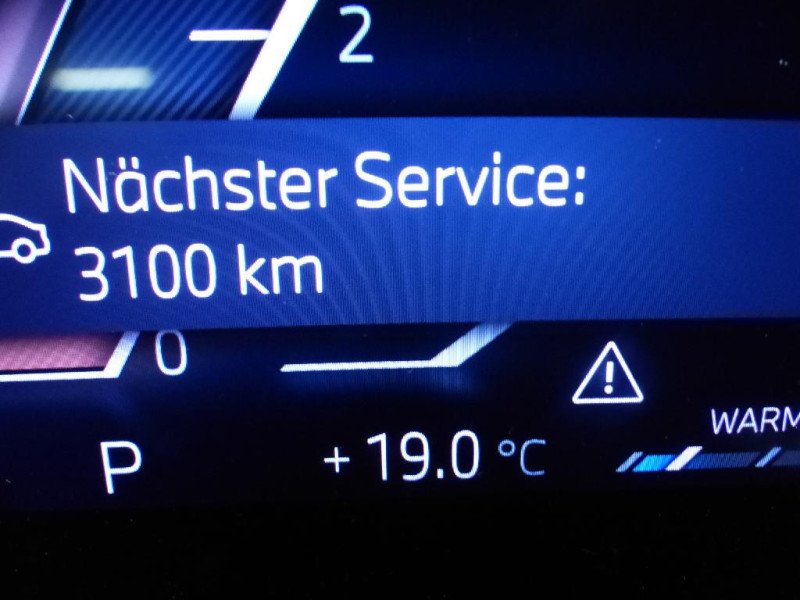 2
Nächster Service:
3100 km
0
WARM
P
+ 19.0 °C